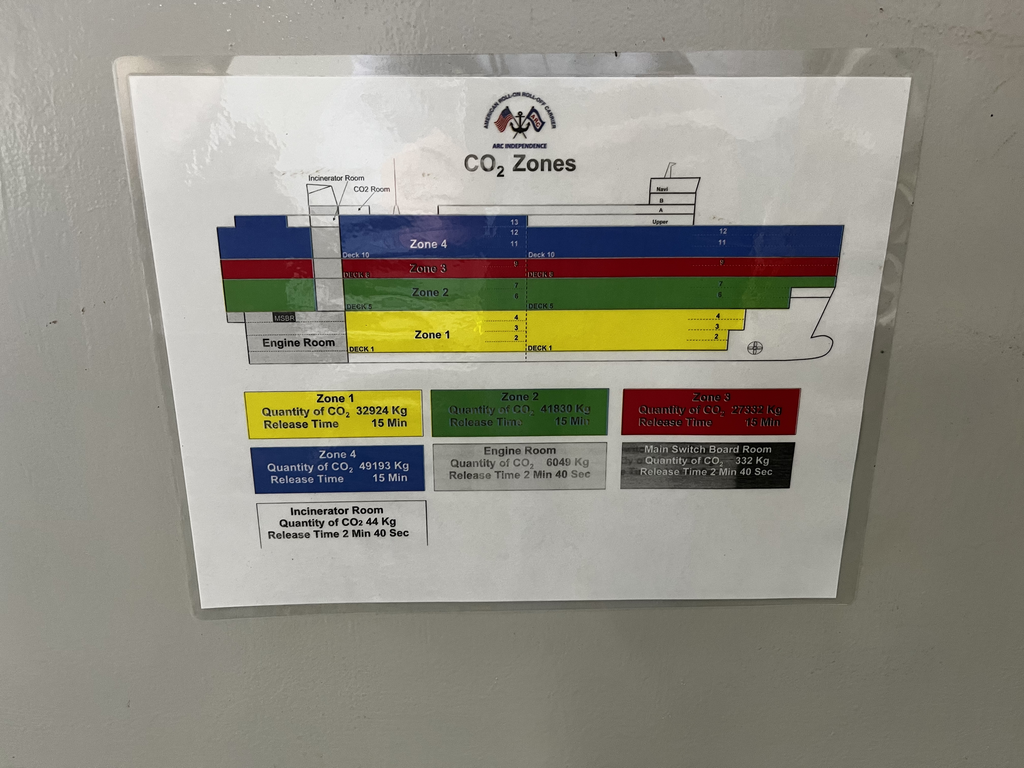 AMERICAN ROLL-ON ROLL-OFF CARRIER
ARC
ARC INDEPENDENCE
CO2 Zones
Incinerator Room
CO2 Room
Navi
B
A
Upper
13
12
11
Zone 4
Deck 10
12
11
Deck 10
Zone 3
9
9
Zone 2
7
6
DECK 5
7
6
DECK 5
MSBR
Engine Room
Zone 1
4
3
2
DECK 1
4
3
2
DECK 1
Zone 1
Quantity of CO2 32924 Kg
Release Time 15 Min
Zone 2
Quantity of CO2 41830 Kg
Release Time 15 Min
Zone 3
Quantity of CO2 27332 Kg
Release Time 15 Min
Zone 4
Quantity of CO2 49193 Kg
Release Time 15 Min
Engine Room
Quantity of CO2 6049 Kg
Release Time 2 Min 40 Sec
Main Switch Board Room
Quantity of CO2 332 Kg
Release Time 2 Min 40 Sec
Incinerator Room
Quantity of CO2 44 Kg
Release Time 2 Min 40 Sec